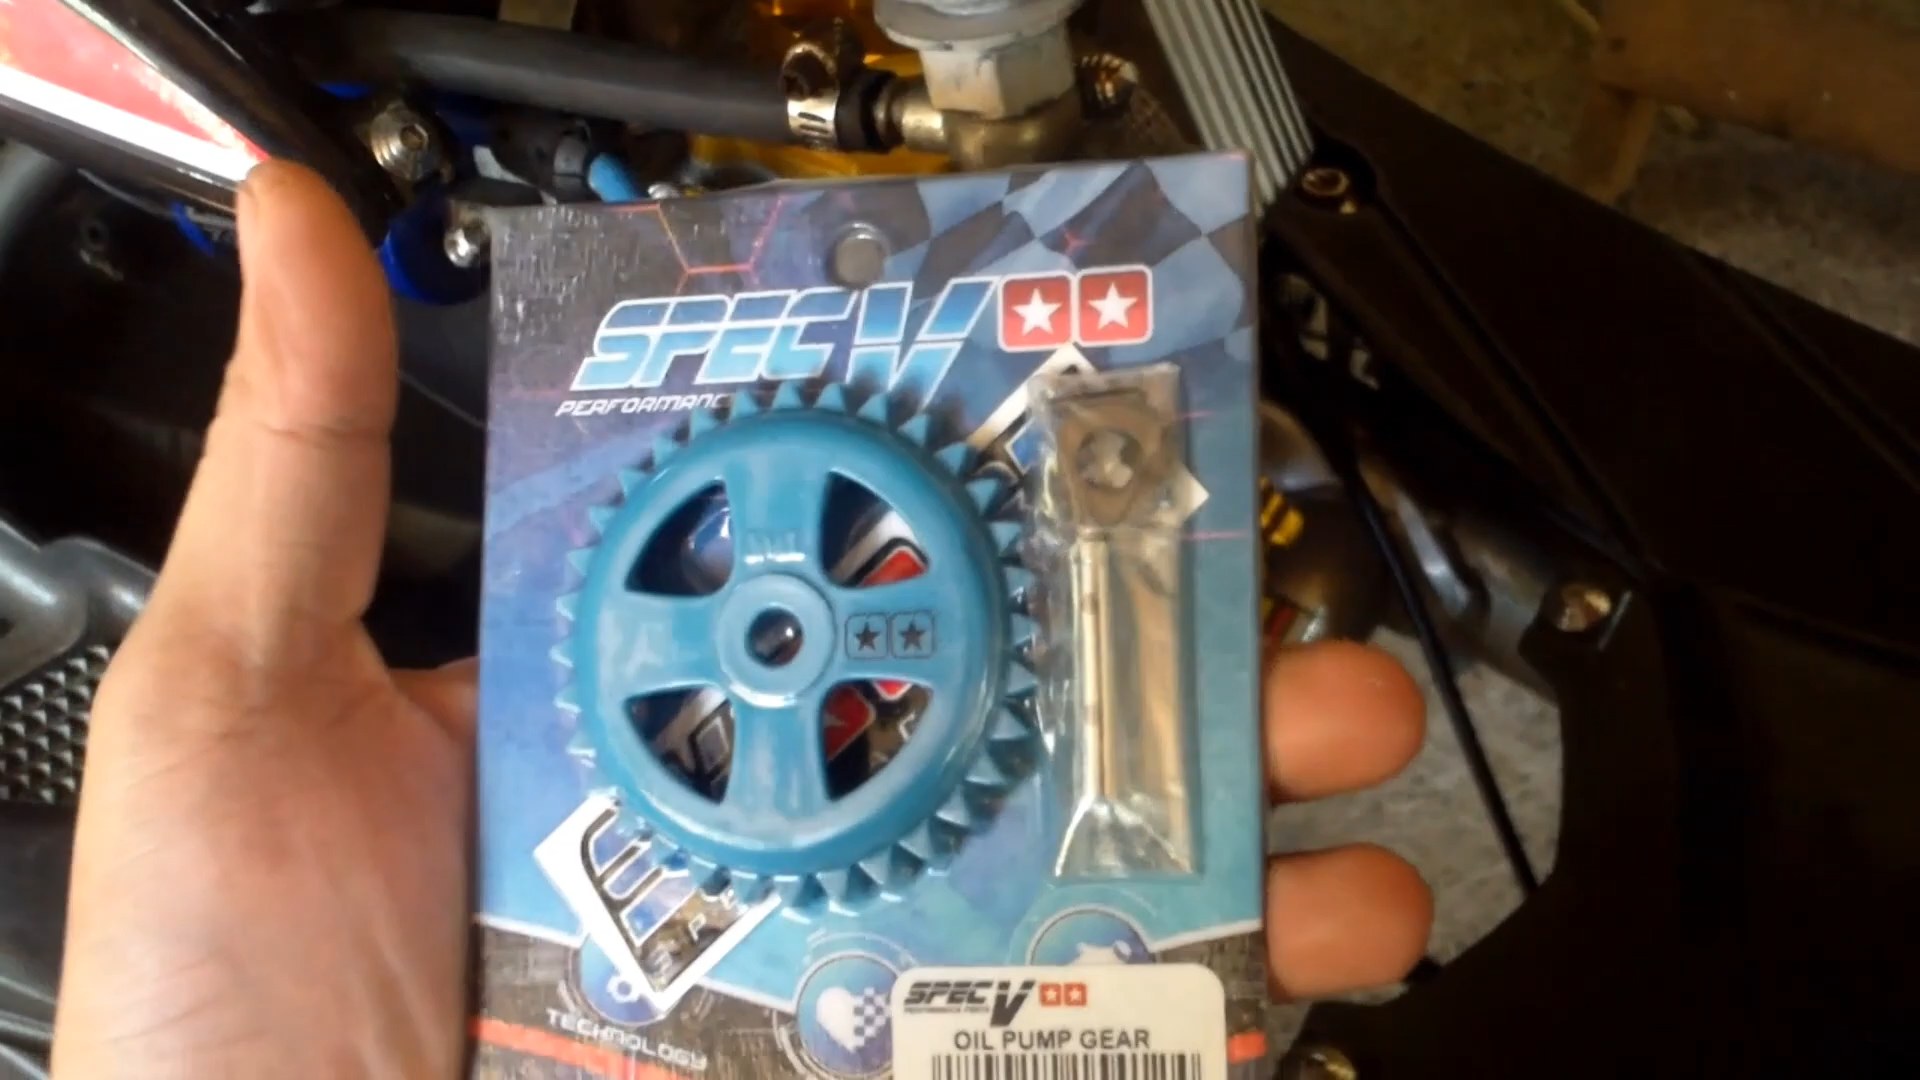 SPEC V
PERFORMANC
TECHNOLOGY
SPEC V
OIL PUMP GEAR